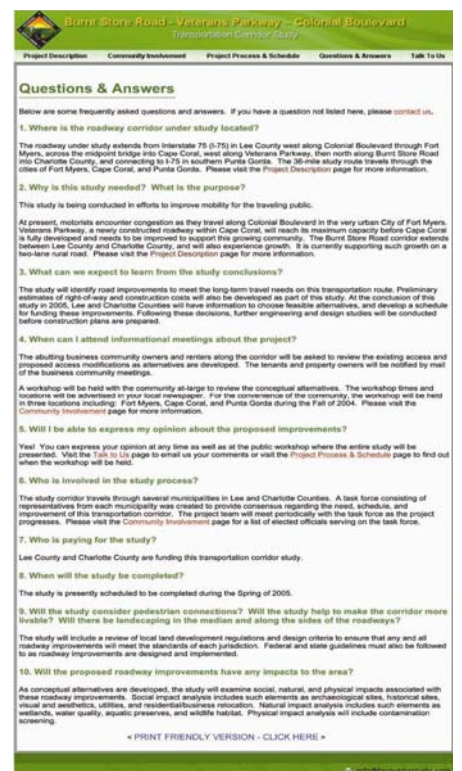 Burnt Store Road - Veterans Parkway - Colonial Boulevard
Transportation Corridor Study
Project Description Community Involvement Project Process & Schedule Questions & Answers Talk To Us
Questions & Answers
Below are some frequently asked questions and answers. If you have a question not listed here, please contact us.
1. Where is the roadway corridor under study located?
The roadway under study extends from Interstate 75 (I-75) in Lee County west along Colonial Boulevard through Fort
Myers, across the midpoint bridge into Cape Coral, west along Veterans Parkway, then north along Burnt Store Road
into Charlotte County, and connecting to I-75 in southern Punta Gorda. The 36-mile study route travels through the
cities of Fort Myers, Cape Coral, and Punta Gorda. Please visit the Project Description page for more information.
2. Why is this study needed? What is the purpose?
This study is being conducted in efforts to improve mobility for the traveling public.
At present, motorists encounter congestion as they travel along Colonial Boulevard in the very urban City of Fort Myers.
Veterans Parkway, a newly constructed roadway within Cape Coral, will reach its maximum capacity before Cape Coral
is fully developed and needs to be improved to support this growing community. The Burnt Store Road corridor extends
between Lee County and Charlotte County, and will also experience growth. It is currently supporting such growth on a
two-lane rural road. Please visit the Project Description page for more information.
3. What can we expect to learn from the study conclusions?
The study will identify road improvements to meet the long-term travel needs on this transportation route. Preliminary
estimates of right-of-way and construction costs will also be developed as part of this study. At the conclusion of this
study in 2005, Lee and Charlotte Counties will have information to choose feasible alternatives, and develop a schedule
for funding these improvements. Following these decisions, further engineering and design studies will be conducted
before construction plans are prepared.
4. When can I attend informational meetings about the project?
The abutting business community owners and renters along the corridor will be asked to review the existing access and
proposed access modifications as alternatives are developed. The tenants and property owners will be notified by mail
of the business community meetings.
A workshop will be held with the community at-large to review the conceptual alternatives. The workshop times and
locations will be advertised in your local newspaper. For the convenience of the community, the workshop will be held
in three locations including: Fort Myers, Cape Coral, and Punta Gorda during the Fall of 2004. Please visit the
Community Involvement page for more information.
5. Will I be able to express my opinion about the proposed improvements?
Yes! You can express your opinion at any time as well as at the public workshop where the entire study will be
presented. Visit the Talk to Us page to email us your comments or visit the Project Process & Schedule page to find out
when the workshop will be held.
6. Who is involved in the study process?
The study corridor travels through several municipalities in Lee and Charlotte Counties. A task force consisting of
representatives from each municipality was created to provide consensus regarding the need, schedule, and
improvement of this transportation corridor. The project team will meet periodically with the task force as the project
progresses. Please visit the Community Involvement page for a list of elected officials serving on the task force.
7. Who is paying for the study?
Lee County and Charlotte County are funding this transportation corridor study.
8. When will the study be completed?
The study is presently scheduled to be completed during the Spring of 2005.
9. Will the study consider pedestrian connections? Will the study help to make the corridor more
livable? Will there be landscaping in the median and along the sides of the roadways?
The study will include a review of local land development regulations and design criteria to ensure that any and all
roadway improvements will meet the standards of each jurisdiction. Federal and state guidelines must also be followed
to as roadway improvements are designed and implemented.
10. Will the proposed roadway improvements have any impacts to the area?
As conceptual alternatives are developed, the study will examine social, natural, and physical impacts associated with
these roadway improvements. Social impact analysis includes such elements as archaeological sites, historical sites,
visual and aesthetics, utilities, and residential/business relocation. Natural impact analysis includes such elements as
wetlands, water quality, aquatic preserves, and wildlife habitat. Physical impact analysis will include contamination
screening.
« PRINT FRIENDLY VERSION - CLICK HERE »